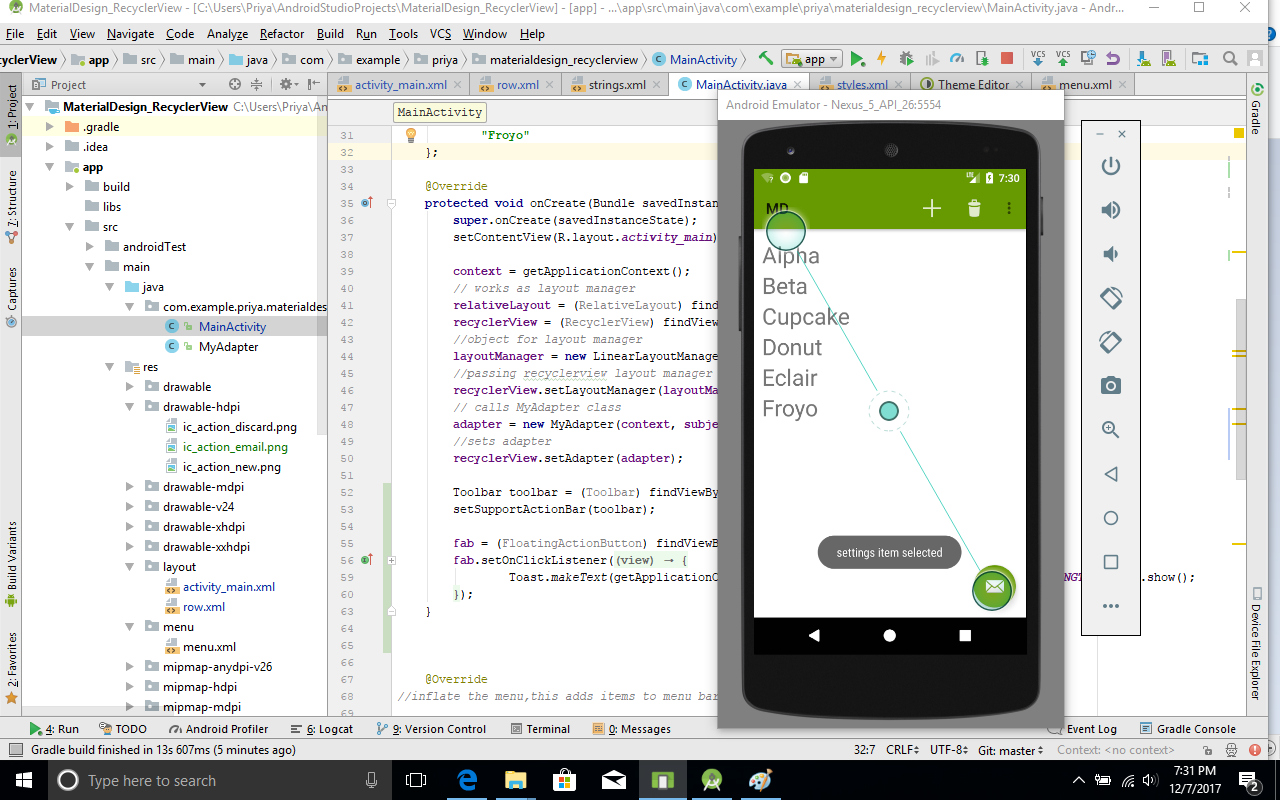 MaterialDesign_RecyclerView - [C:\Users\Priya\AndroidStudioProjects\MaterialDesign_RecyclerView] - [app] - ...\app\src\main\java\com\example\priya\materialdesign_recyclerview\MainActivity.java - Andr...
File Edit View Navigate Code Analyze Refactor Build Run Tools VCS Window Help
cyclerView app src main java com example priya materialdesign_recyclerview MainActivity app VCS VCS
Project
activity_main.xml row.xml strings.xml MainActivity.java styles.xml Theme Editor menu.xml
1: Project
7: Structure
Captures
Build Variants
2: Favorites
MaterialDesign_RecyclerView C:\Users\Priya\An
.gradle
.idea
app
build
libs
src
androidTest
main
java
com.example.priya.materialdes
MainActivity
MyAdapter
res
drawable
drawable-hdpi
ic_action_discard.png
ic_action_email.png
ic_action_new.png
drawable-mdpi
drawable-v24
drawable-xhdpi
drawable-xxhdpi
layout
activity_main.xml
row.xml
menu
menu.xml
mipmap-anydpi-v26
mipmap-hdpi
mipmap-mdpi
MainActivity
31 "Froyo"
32 };
33
34 @Override
35 protected void onCreate(Bundle savedInstan
36 super.onCreate(savedInstanceState);
37 setContentView(R.layout.activity_main)
38
39 context = getApplicationContext();
40 // works as layout manager
41 relativeLayout = (RelativeLayout) find
42 recyclerView = (RecyclerView) findView
43 //object for layout manager
44 layoutManager = new LinearLayoutManage
45 //passing recyclerview layout manager
46 recyclerView.setLayoutManager(layoutMa
47 // calls MyAdapter class
48 adapter = new MyAdapter(context, subje
49 //sets adapter
50 recyclerView.setAdapter(adapter);
51
52 Toolbar toolbar = (Toolbar) findViewBy
53 setSupportActionBar(toolbar);
54
55 fab = (FloatingActionButton) findViewB
56 fab.setOnClickListener((view) → {
59 Toast.makeText(getApplicationC
.show();
60 });
63 }
64
65
66
67 @Override
68 //inflate the menu,this adds items to menu bar
69
Android Emulator - Nexus_5_API_26:5554
LTE 7:30
MD
Alpha
Beta
Cupcake
Donut
Eclair
Froyo
settings item selected
Gradle
Device File Explorer
4: Run TODO Android Profiler 6: Logcat 9: Version Control Terminal 0: Messages Event Log Gradle Console
Gradle build finished in 13s 607ms (5 minutes ago) 32:7 CRLF UTF-8 Git: master Context: <no context>
Type here to search
7:31 PM
12/7/2017
2